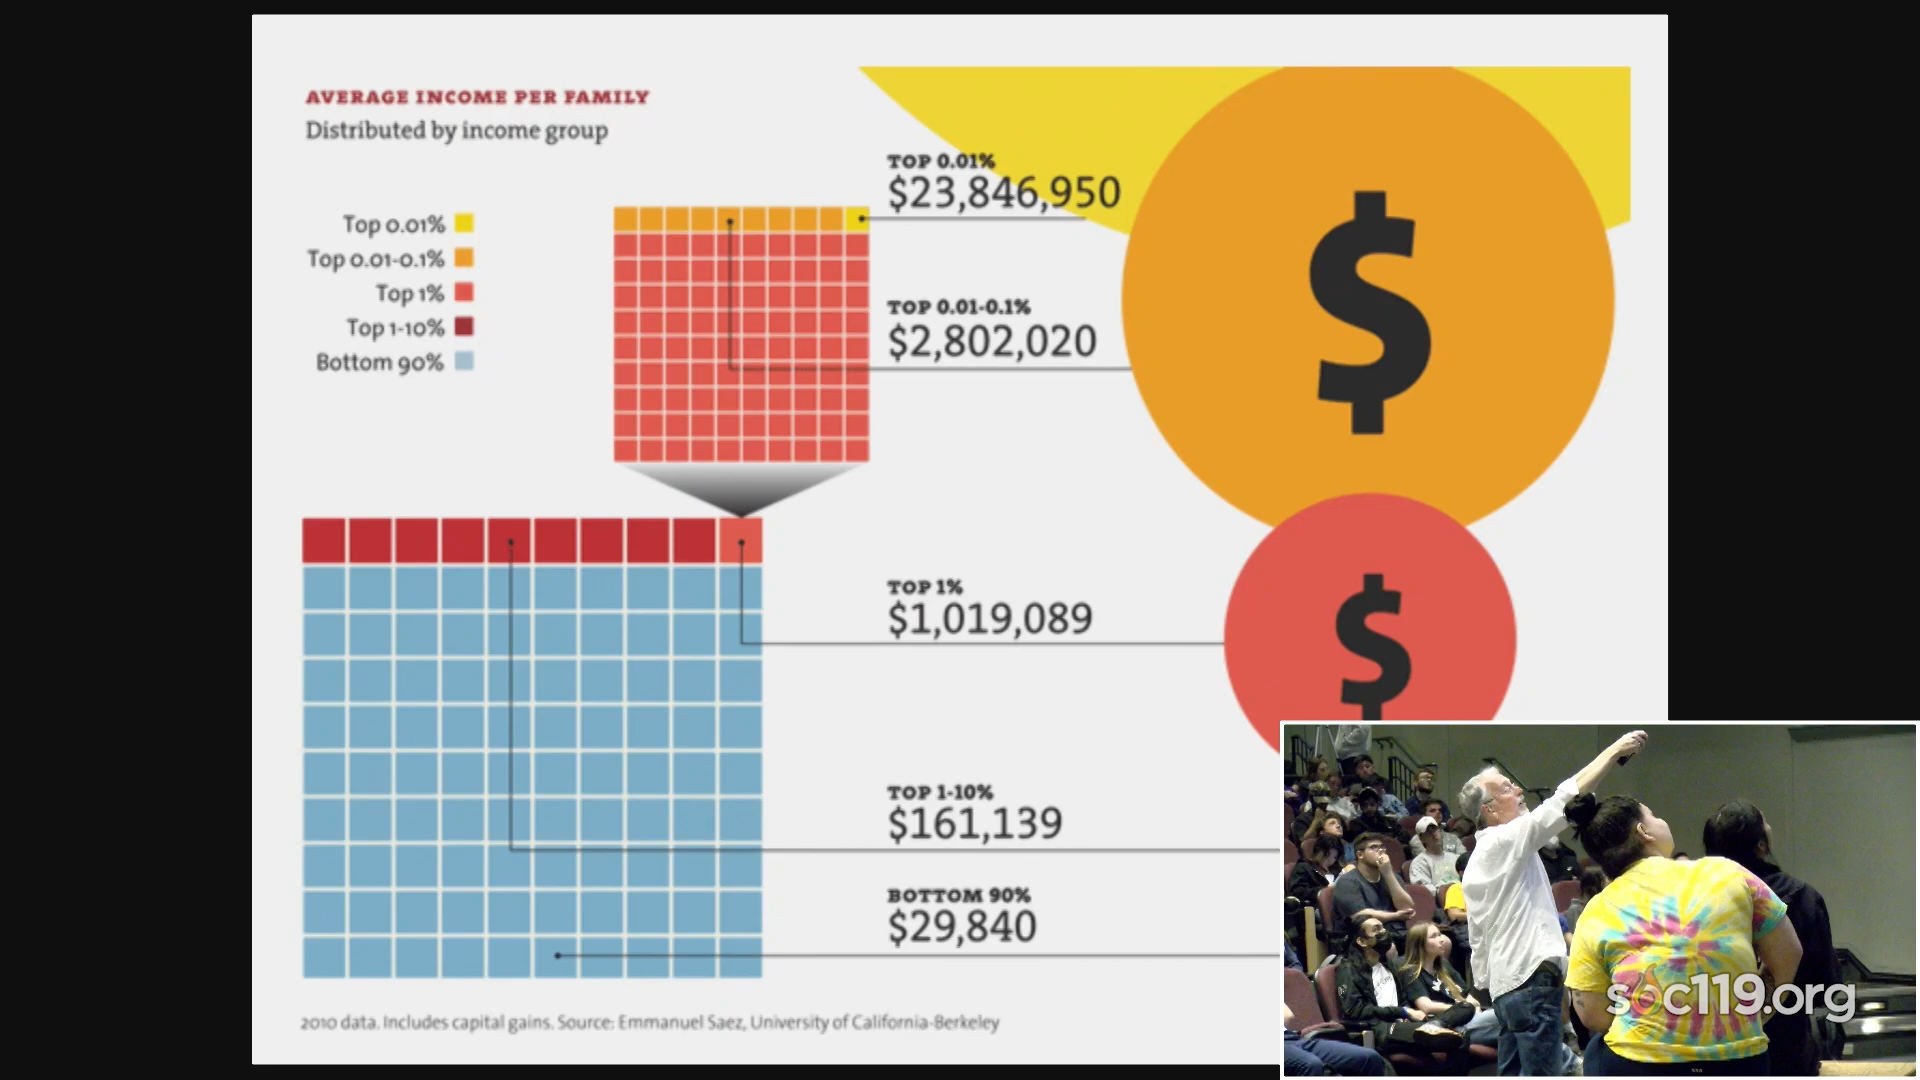 AVERAGE INCOME PER FAMILY
Distributed by income group
Top 0.01%
Top 0.01-0.1%
Top 1%
Top 1-10%
Bottom 90%
TOP 0.01%
$23,846,950
TOP 0.01-0.1%
$2,802,020
$
TOP 1%
$1,019,089
$
TOP 1-10%
$161,139
BOTTOM 90%
$29,840
2010 data. Includes capital gains. Source: Emmanuel Saez, University of California-Berkeley
soc119.org